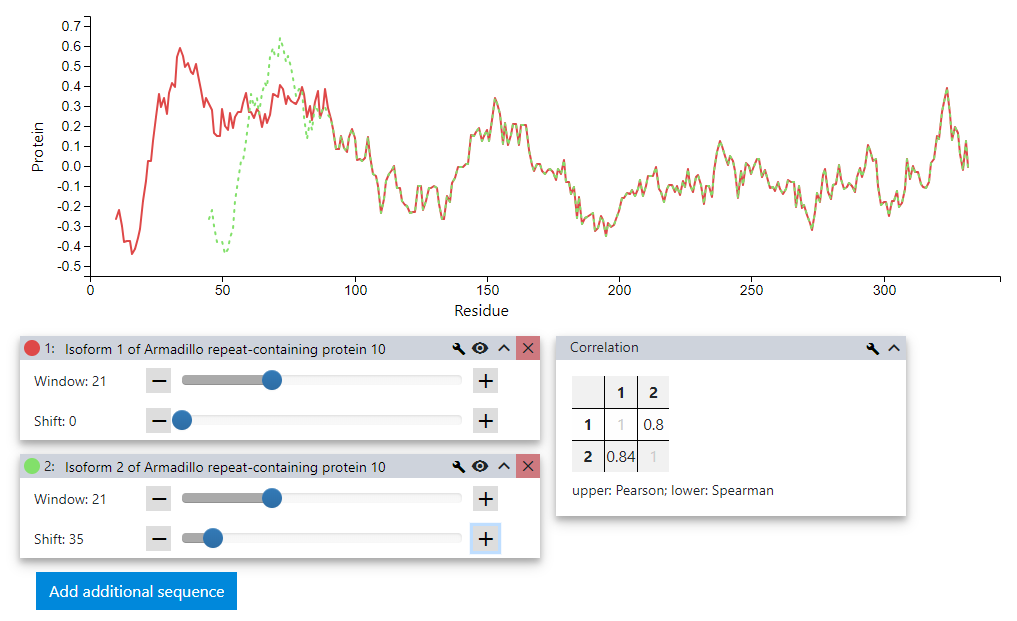 0.7
0.6
0.5
0.4
0.3
0.2
0.1
0.0
-0.1
-0.2
-0.3
-0.4
-0.5
Protein
0 50 100 150 200 250 300
Residue
1: Isoform 1 of Armadillo repeat-containing protein 10
Window: 21
Shift: 0
2: Isoform 2 of Armadillo repeat-containing protein 10
Window: 21
Shift: 35
Add additional sequence
Correlation
1 2
1 1 0.8
2 0.84 1
upper: Pearson; lower: Spearman